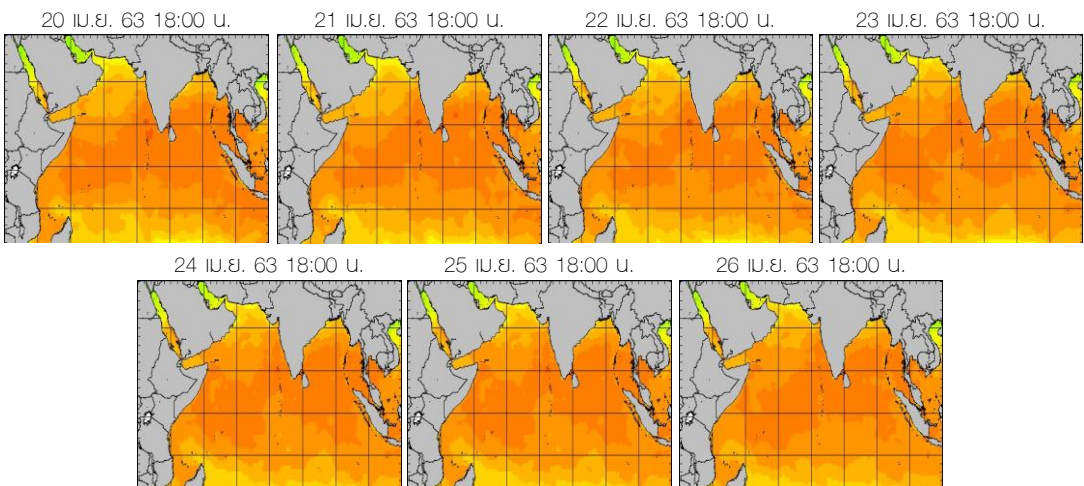 20 เม.ย. 63 18:00 น.
21 เม.ย. 63 18:00 น.
22 เม.ย. 63 18:00 น.
23 เม.ย. 63 18:00 น.
24 เม.ย. 63 18:00 น.
25 เม.ย. 63 18:00 น.
26 เม.ย. 63 18:00 น.